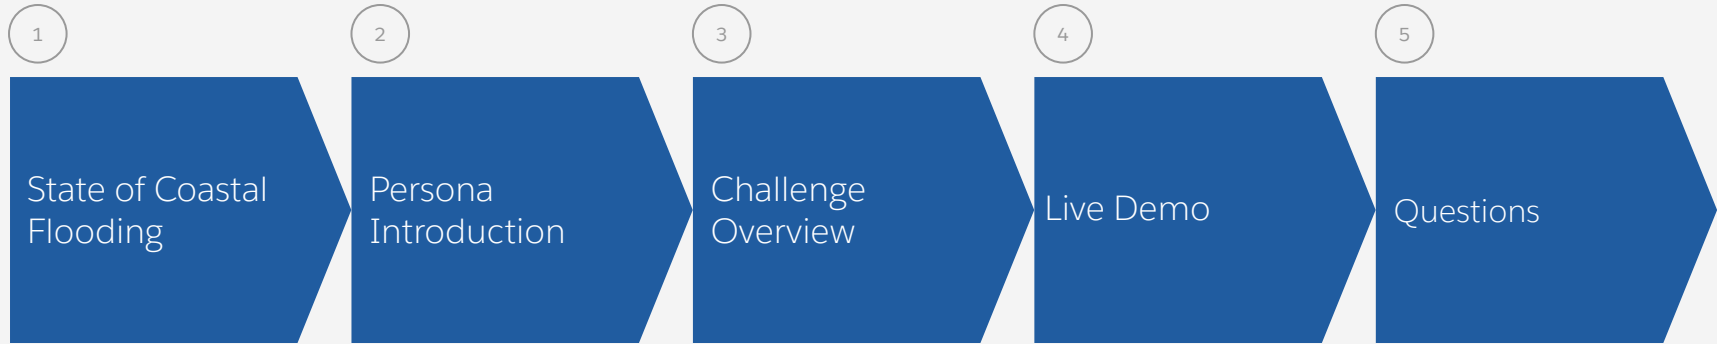 1
State of Coastal
Flooding
2
Persona
Introduction
3
Challenge
Overview
4
Live Demo
5
Questions